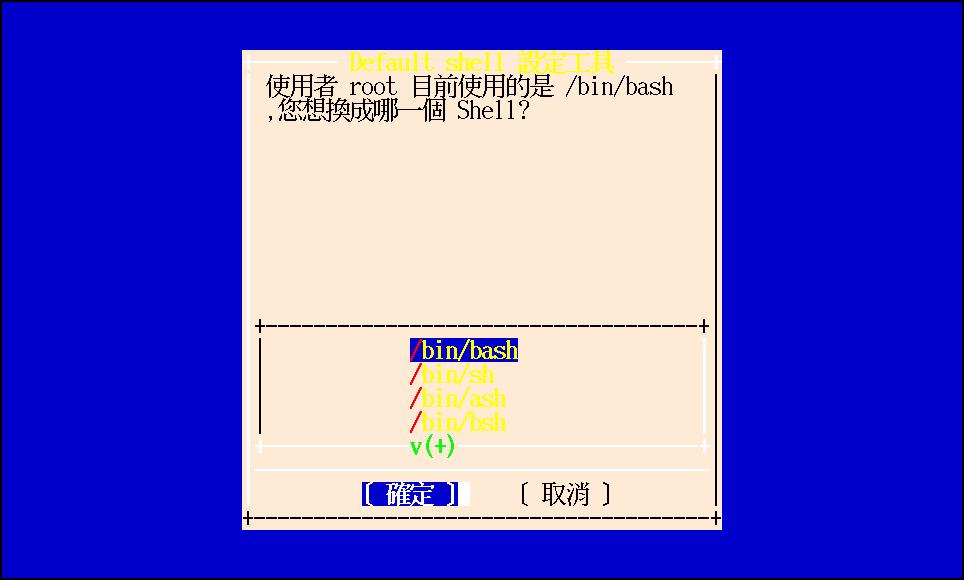 Default shell 設定工具
使用者 root 目前使用的是 /bin/bash
,您想換成哪一個 Shell?
/bin/bash
/bin/sh
/bin/ash
/bin/bsh
v(+)
[ 確定 ] [ 取消 ]